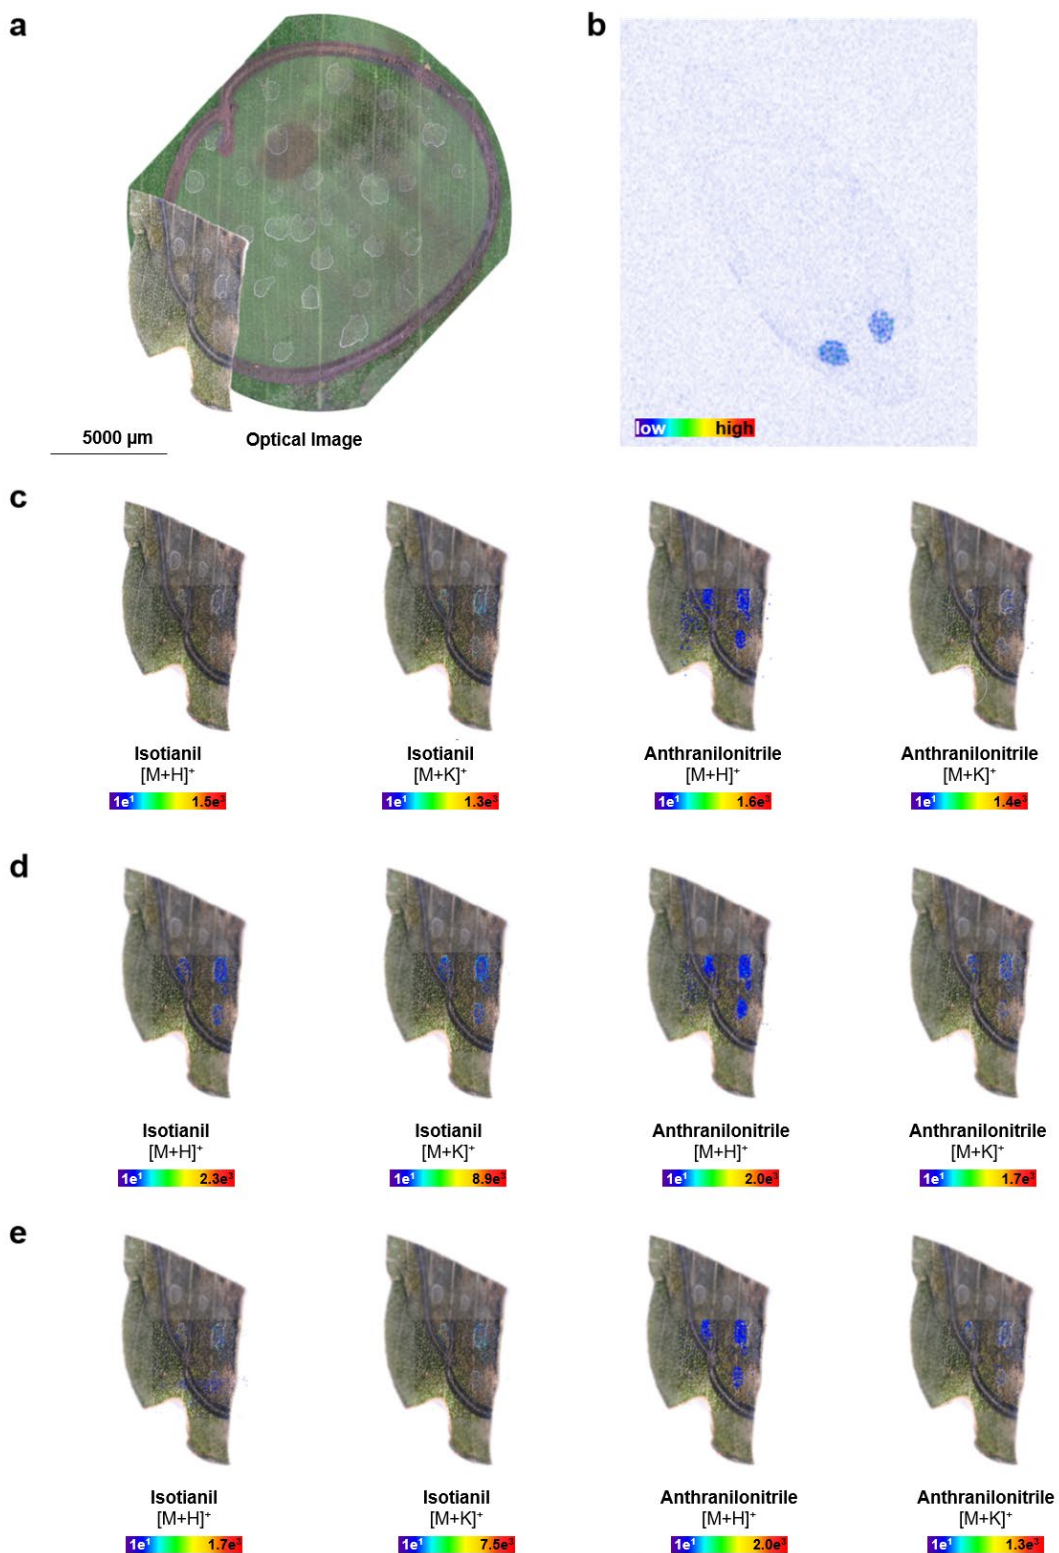 a
b
low high
5000 µm
Optical Image
c
Isotianil Isotianil Anthranilonitrile Anthranilonitrile
[M+H]⁺ [M+K]⁺ [M+H]⁺ [M+K]⁺
1e¹ 1.5e³ 1e¹ 1.3e³ 1e¹ 1.6e³ 1e¹ 1.4e³
d
Isotianil Isotianil Anthranilonitrile Anthranilonitrile
[M+H]⁺ [M+K]⁺ [M+H]⁺ [M+K]⁺
1e¹ 2.3e³ 1e¹ 8.9e³ 1e¹ 2.0e³ 1e¹ 1.7e³
e
Isotianil Isotianil Anthranilonitrile Anthranilonitrile
[M+H]⁺ [M+K]⁺ [M+H]⁺ [M+K]⁺
1e¹ 1.7e³ 1e¹ 7.5e³ 1e¹ 2.0e³ 1e¹ 1.3e³